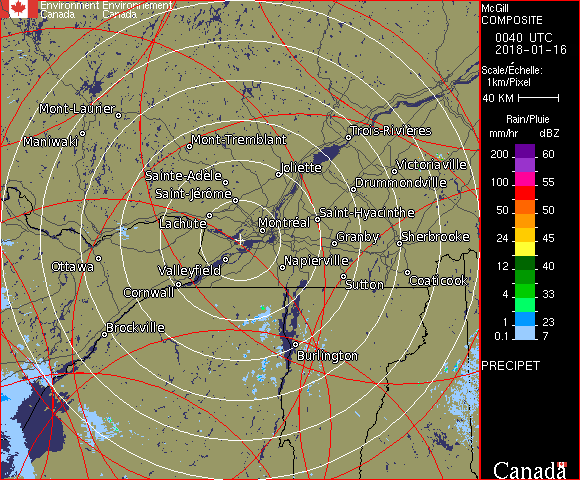 Environment Environnement
Canada Canada
McGill
COMPOSITE
0040 UTC
2018-01-16
Scale/Échelle:
1km/Pixel
40 KM
Rain/Pluie
mm/hr dBZ
200 60
100 55
50 50
24 45
12 40
4 33
1 23
0.1 7
PRECIPET
Canada
Mont-Laurier
Maniwaki
Mont-Tremblant
Trois-Rivières
Joliette
Victoriaville
Sainte-Adèle
Drummondville
Saint-Jérôme
Saint-Hyacinthe
Lachute
Montréal
Granby
Sherbrooke
Ottawa
Valleyfield
Napierville
Cornwall
Sutton
Coaticook
Brockville
Burlington